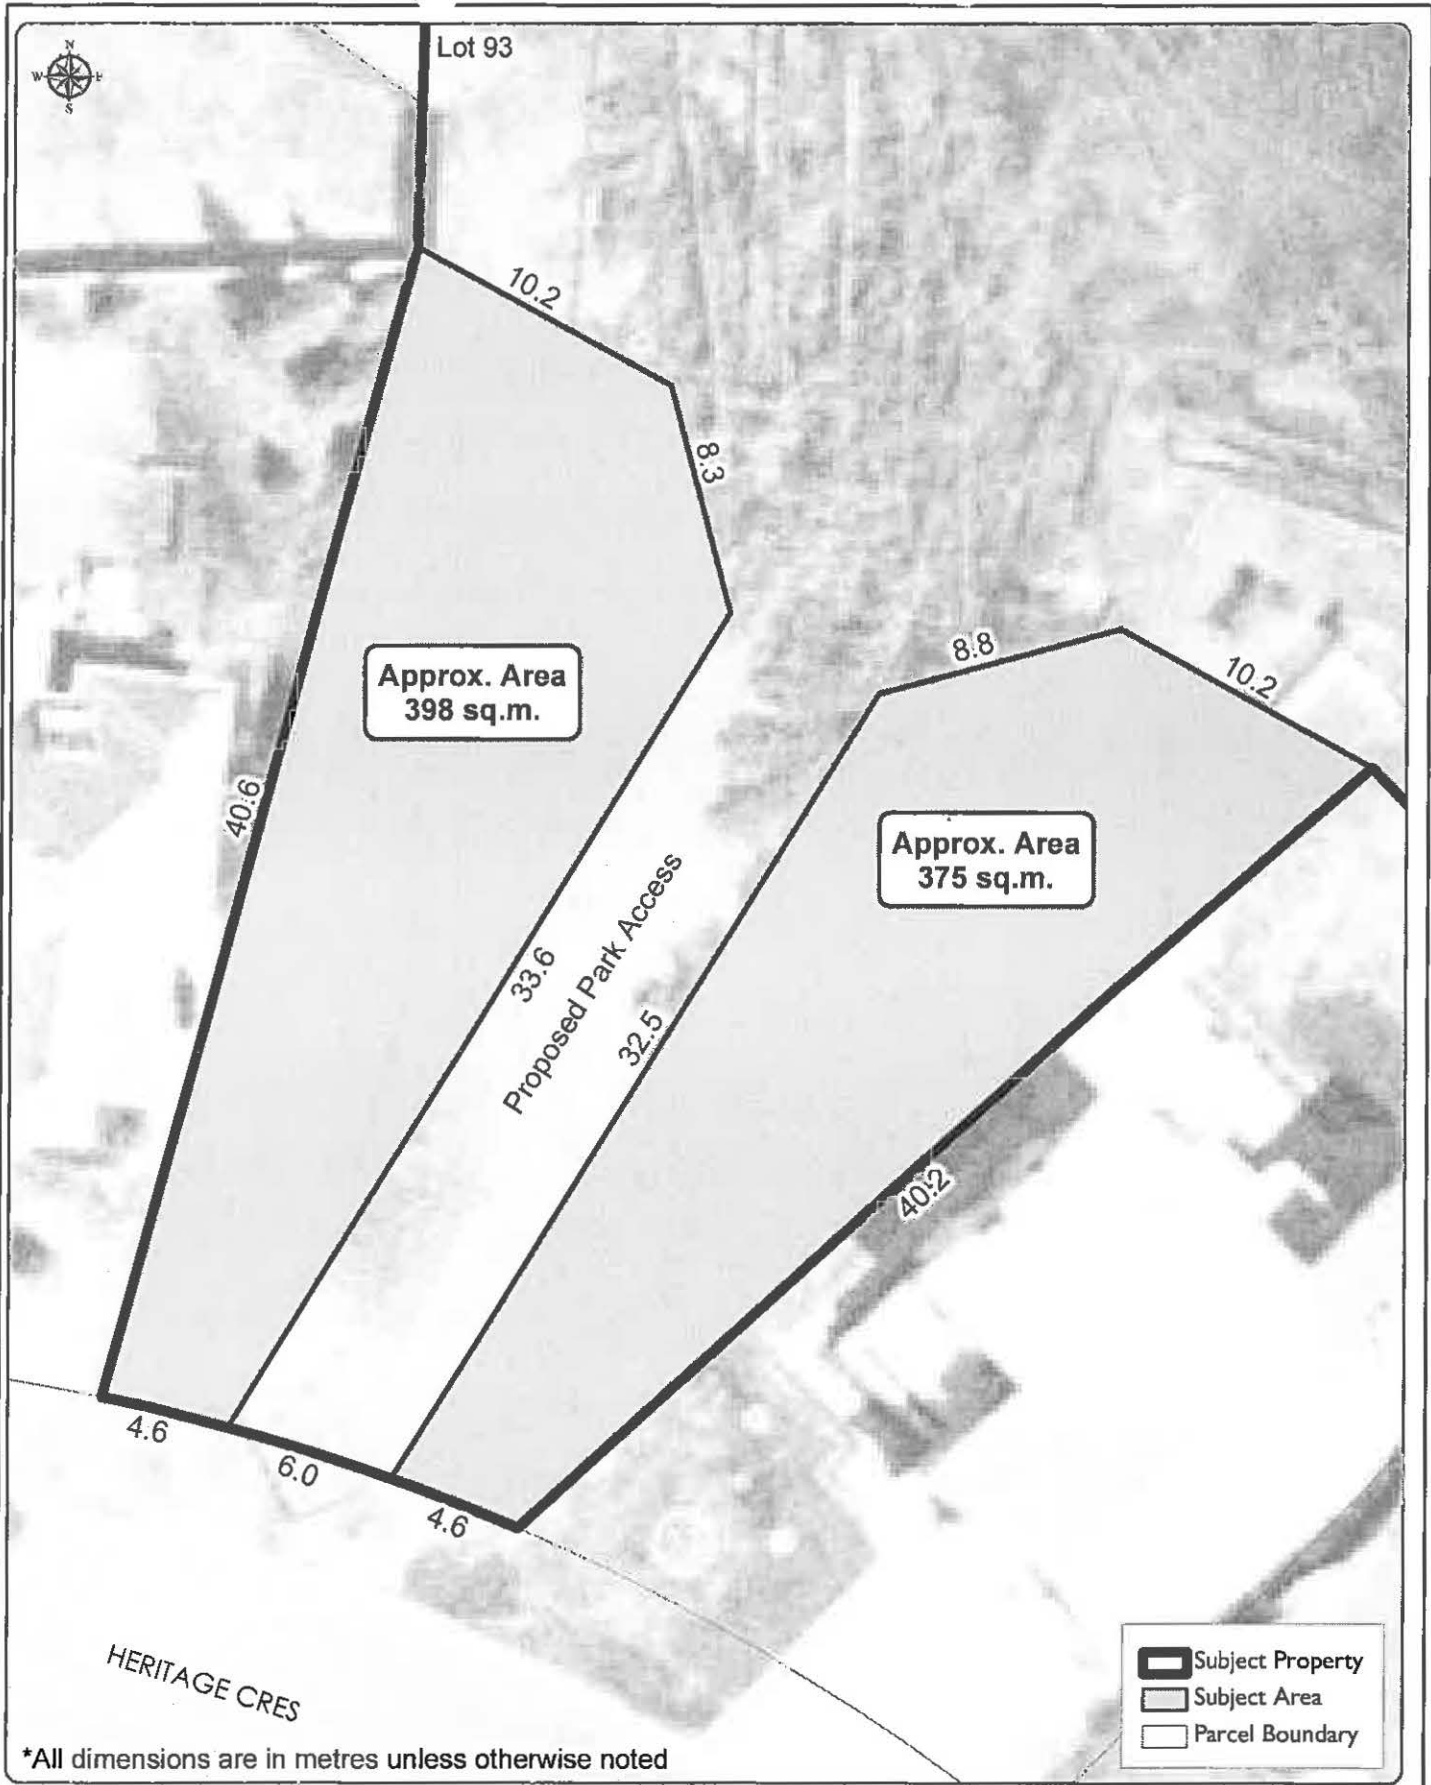 N
W E
S
Lot 93
10.2
8.3
8.8
10.2
Approx. Area
398 sq.m.
40.6
Approx. Area
375 sq.m.
33.6
Proposed Park Access
32.5
40.2
4.6
6.0
4.6
HERITAGE CRES
Subject Property
Subject Area
Parcel Boundary
*All dimensions are in metres unless otherwise noted